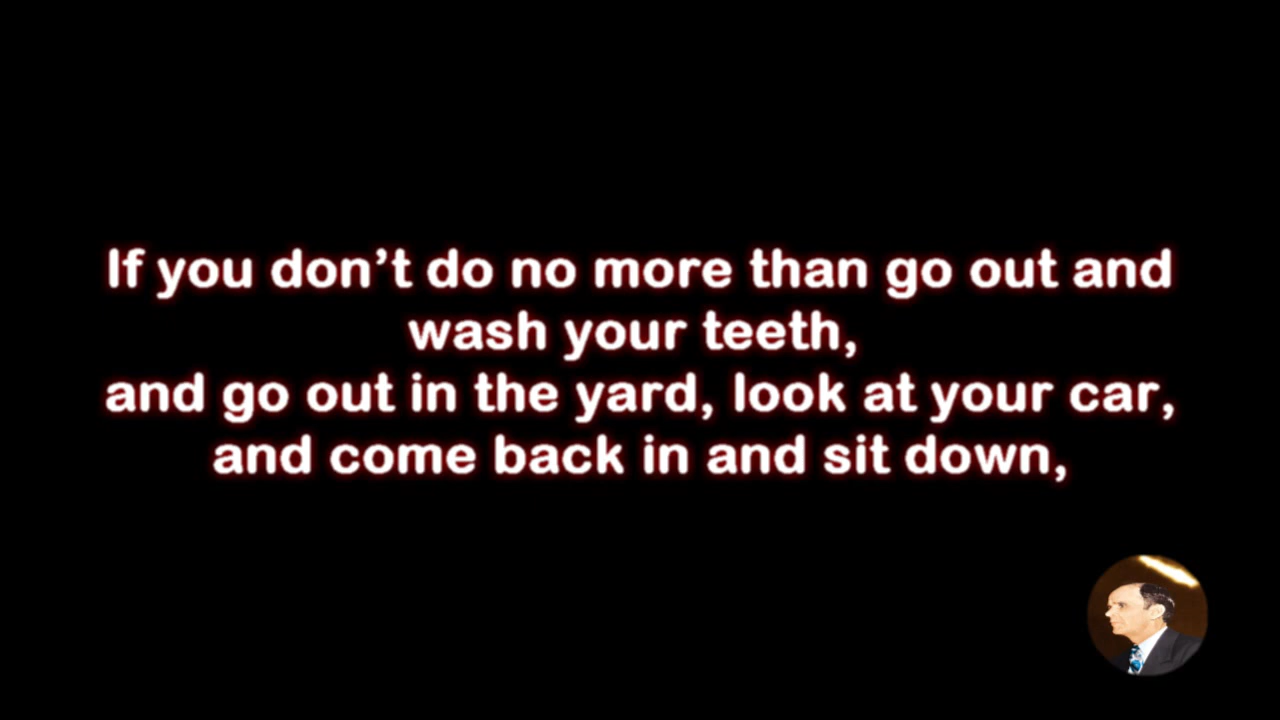 If you don’t do no more than go out and
wash your teeth,
and go out in the yard, look at your car,
and come back in and sit down,